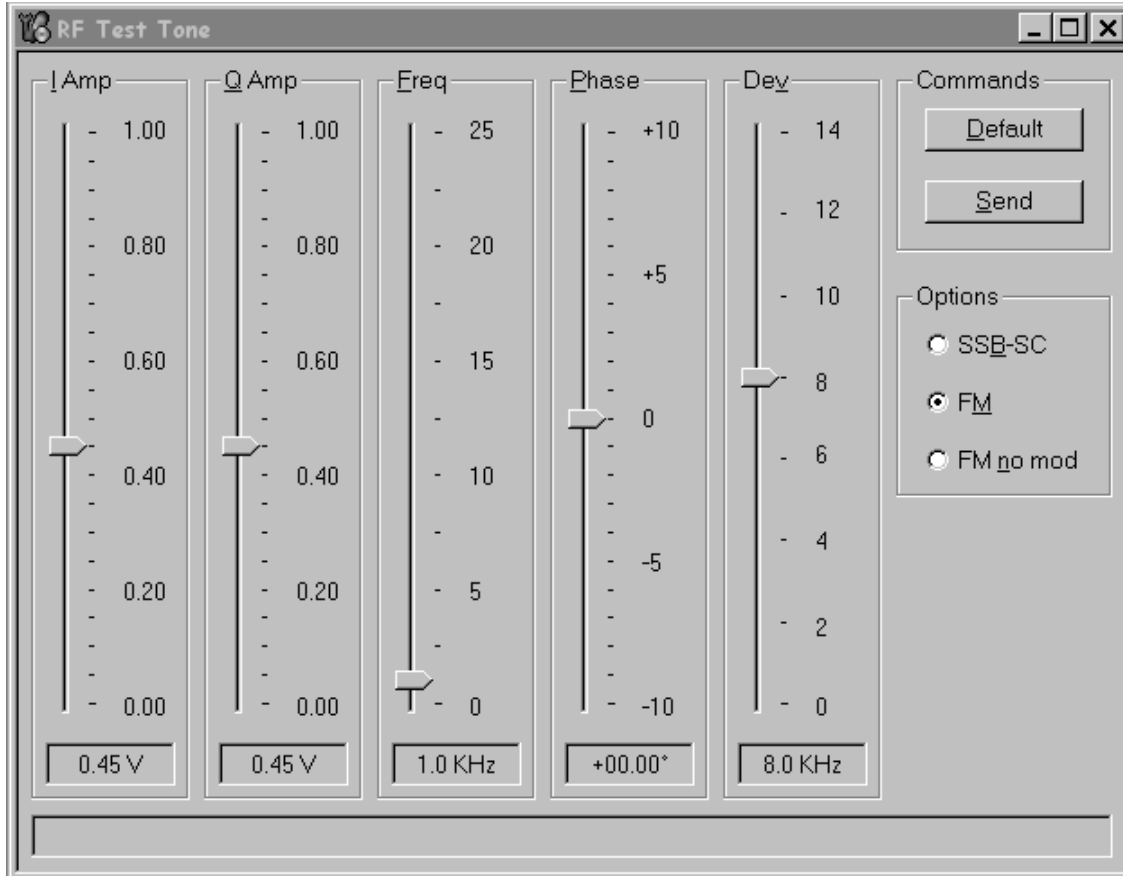 RF Test Tone
I Amp
1.00
0.80
0.60
0.40
0.20
0.00
0.45 V
Q Amp
1.00
0.80
0.60
0.40
0.20
0.00
0.45 V
Freq
25
20
15
10
5
0
1.0 KHz
Phase
+10
+5
0
-5
-10
+00.00°
Dev
14
12
10
8
6
4
2
0
8.0 KHz
Commands
Default
Send
Options
SSB-SC
FM
FM no mod